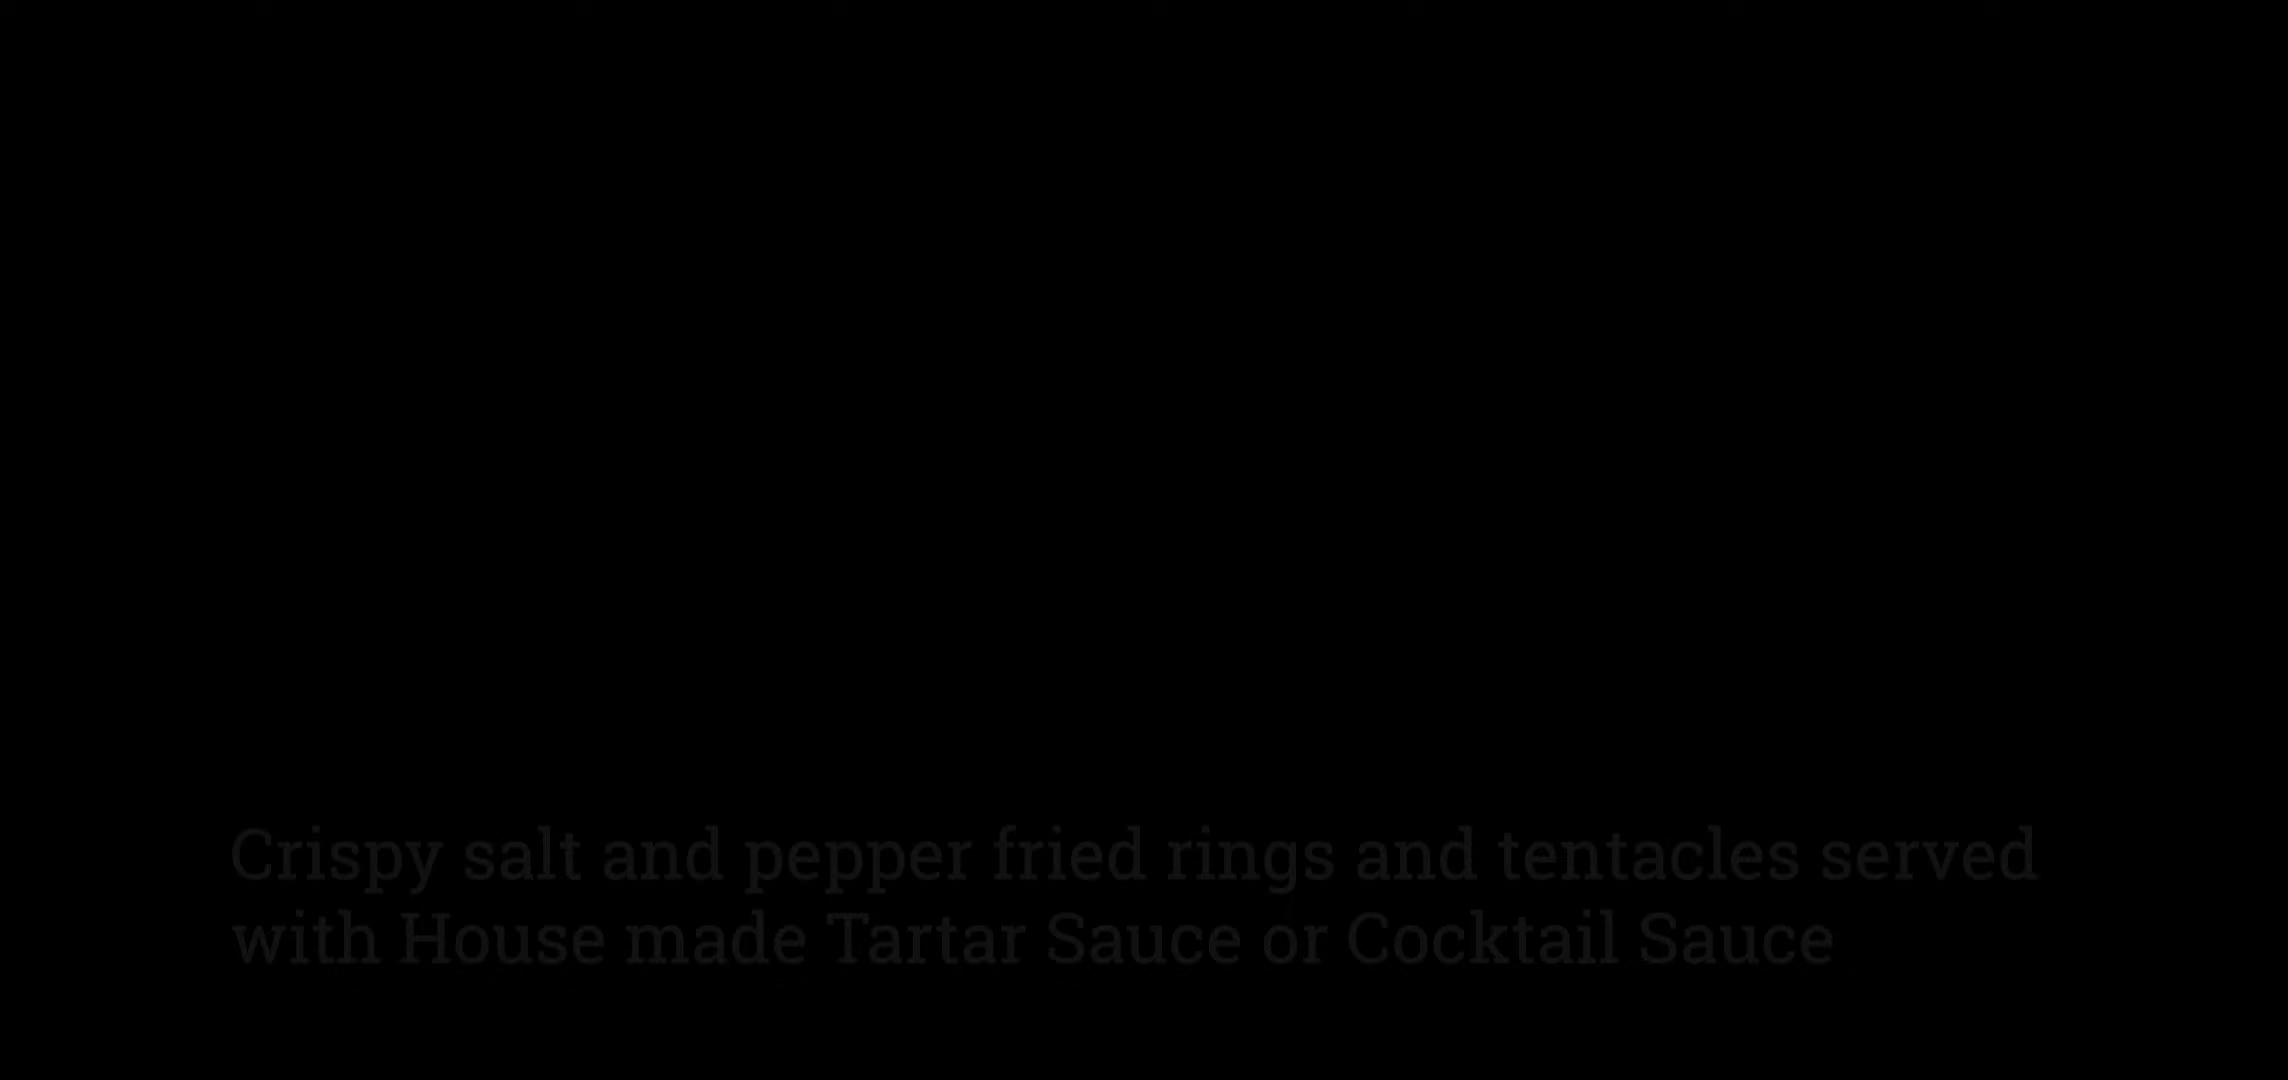 Crispy salt and pepper fried rings and tentacles served
with House made Tartar Sauce or Cocktail Sauce